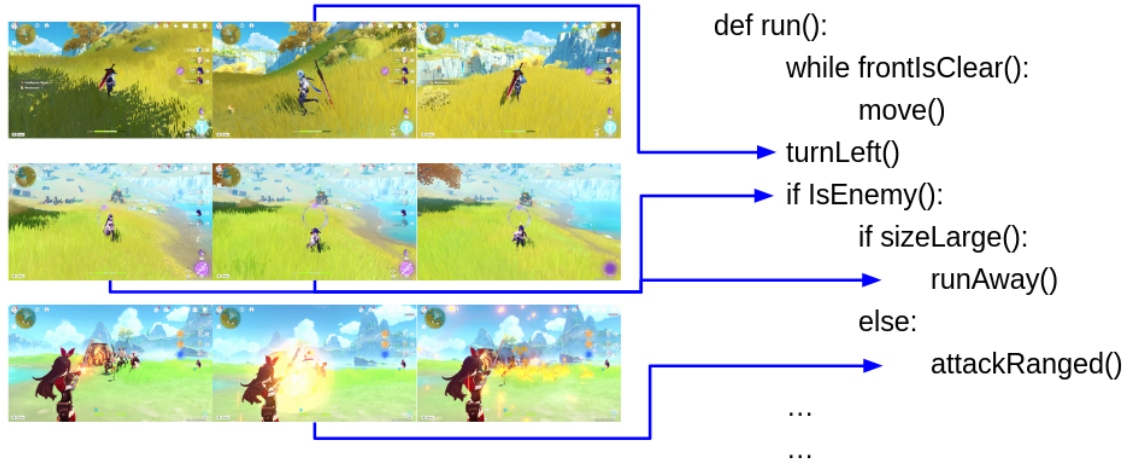 def run():
while frontIsClear():
move()
turnLeft()
if IsEnemy():
if sizeLarge():
runAway()
else:
attackRanged()
...
...